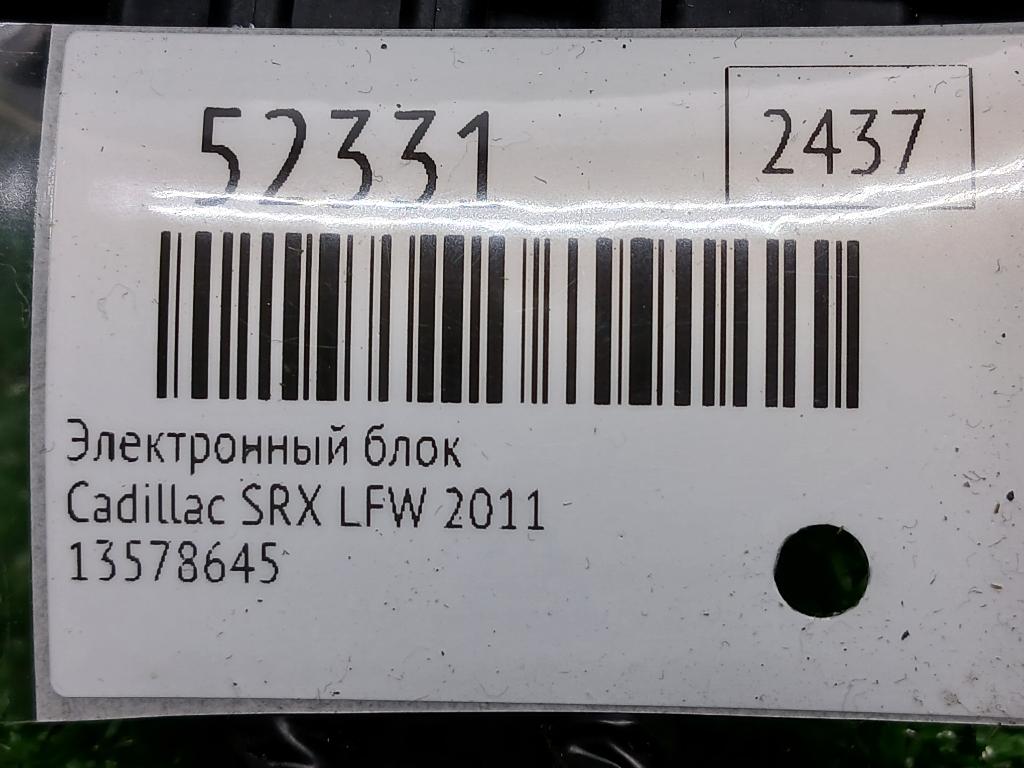 52331
2437
Электронный блок
Cadillac SRX LFW 2011
13578645